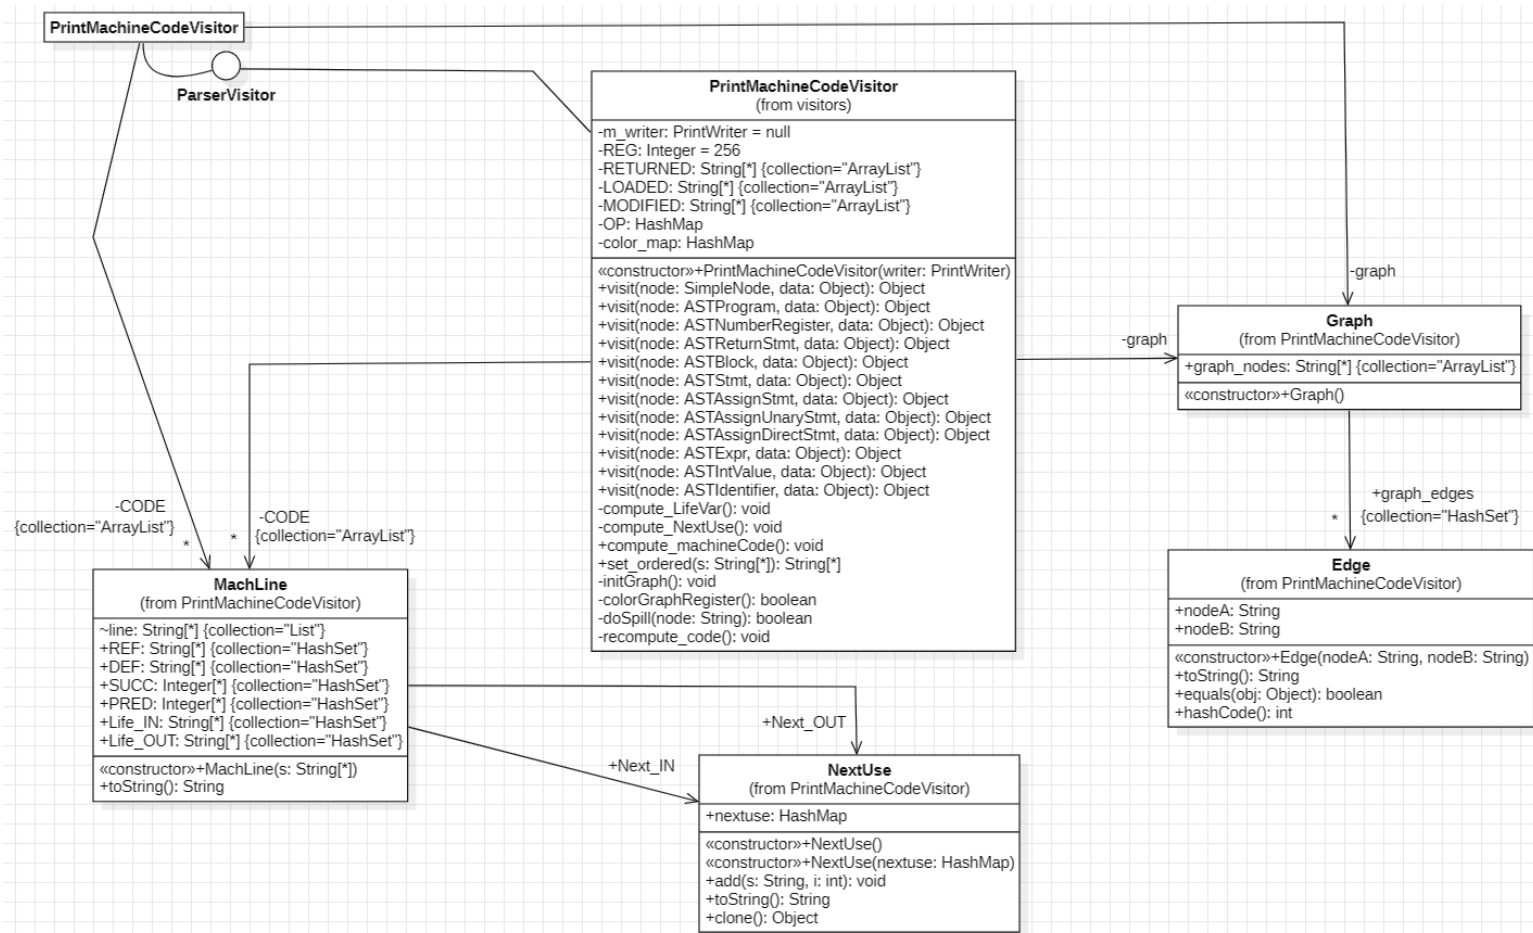 PrintMachineCodeVisitor
ParserVisitor
PrintMachineCodeVisitor
(from visitors)
-m_writer: PrintWriter = null
-REG: Integer = 256
-RETURNED: String[*] {collection="ArrayList"}
-LOADED: String[*] {collection="ArrayList"}
-MODIFIED: String[*] {collection="ArrayList"}
-OP: HashMap
-color_map: HashMap
«constructor»+PrintMachineCodeVisitor(writer: PrintWriter)
+visit(node: SimpleNode, data: Object): Object
+visit(node: ASTProgram, data: Object): Object
+visit(node: ASTNumberRegister, data: Object): Object
+visit(node: ASTReturnStmt, data: Object): Object
+visit(node: ASTBlock, data: Object): Object
+visit(node: ASTStmt, data: Object): Object
+visit(node: ASTAssignStmt, data: Object): Object
+visit(node: ASTAssignUnaryStmt, data: Object): Object
+visit(node: ASTAssignDirectStmt, data: Object): Object
+visit(node: ASTExpr, data: Object): Object
+visit(node: ASTIntValue, data: Object): Object
+visit(node: ASTIdentifier, data: Object): Object
-compute_LifeVar(): void
-compute_NextUse(): void
+compute_machineCode(): void
+set_ordered(s: String[*]): String[*]
-initGraph(): void
-colorGraphRegister(): boolean
-doSpill(node: String): boolean
-recompute_code(): void
-graph
-graph
Graph
(from PrintMachineCodeVisitor)
+graph_nodes: String[*] {collection="ArrayList"}
«constructor»+Graph()
+graph_edges
{collection="HashSet"}
*
Edge
(from PrintMachineCodeVisitor)
+nodeA: String
+nodeB: String
«constructor»+Edge(nodeA: String, nodeB: String)
+toString(): String
+equals(obj: Object): boolean
+hashCode(): int
-CODE
{collection="ArrayList"}
*
-CODE
{collection="ArrayList"}
*
MachLine
(from PrintMachineCodeVisitor)
~line: String[*] {collection="List"}
+REF: String[*] {collection="HashSet"}
+DEF: String[*] {collection="HashSet"}
+SUCC: Integer[*] {collection="HashSet"}
+PRED: Integer[*] {collection="HashSet"}
+Life_IN: String[*] {collection="HashSet"}
+Life_OUT: String[*] {collection="HashSet"}
«constructor»+MachLine(s: String[*])
+toString(): String
+Next_OUT
+Next_IN
NextUse
(from PrintMachineCodeVisitor)
+nextuse: HashMap
«constructor»+NextUse()
«constructor»+NextUse(nextuse: HashMap)
+add(s: String, i: int): void
+toString(): String
+clone(): Object